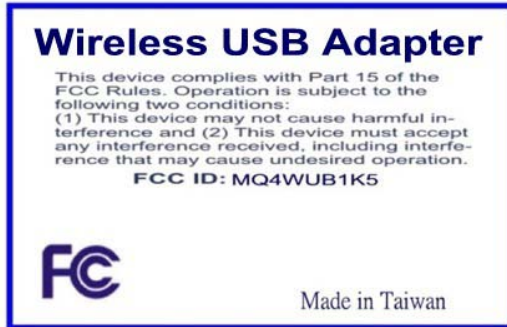 Wireless USB Adapter
This device complies with Part 15 of the
FCC Rules. Operation is subject to the
following two conditions:
(1) This device may not cause harmful in-
terference and (2) This device must accept
any interference received, including interfe-
rence that may cause undesired operation.
FCC ID: MQ4WUB1K5
FC
Made in Taiwan